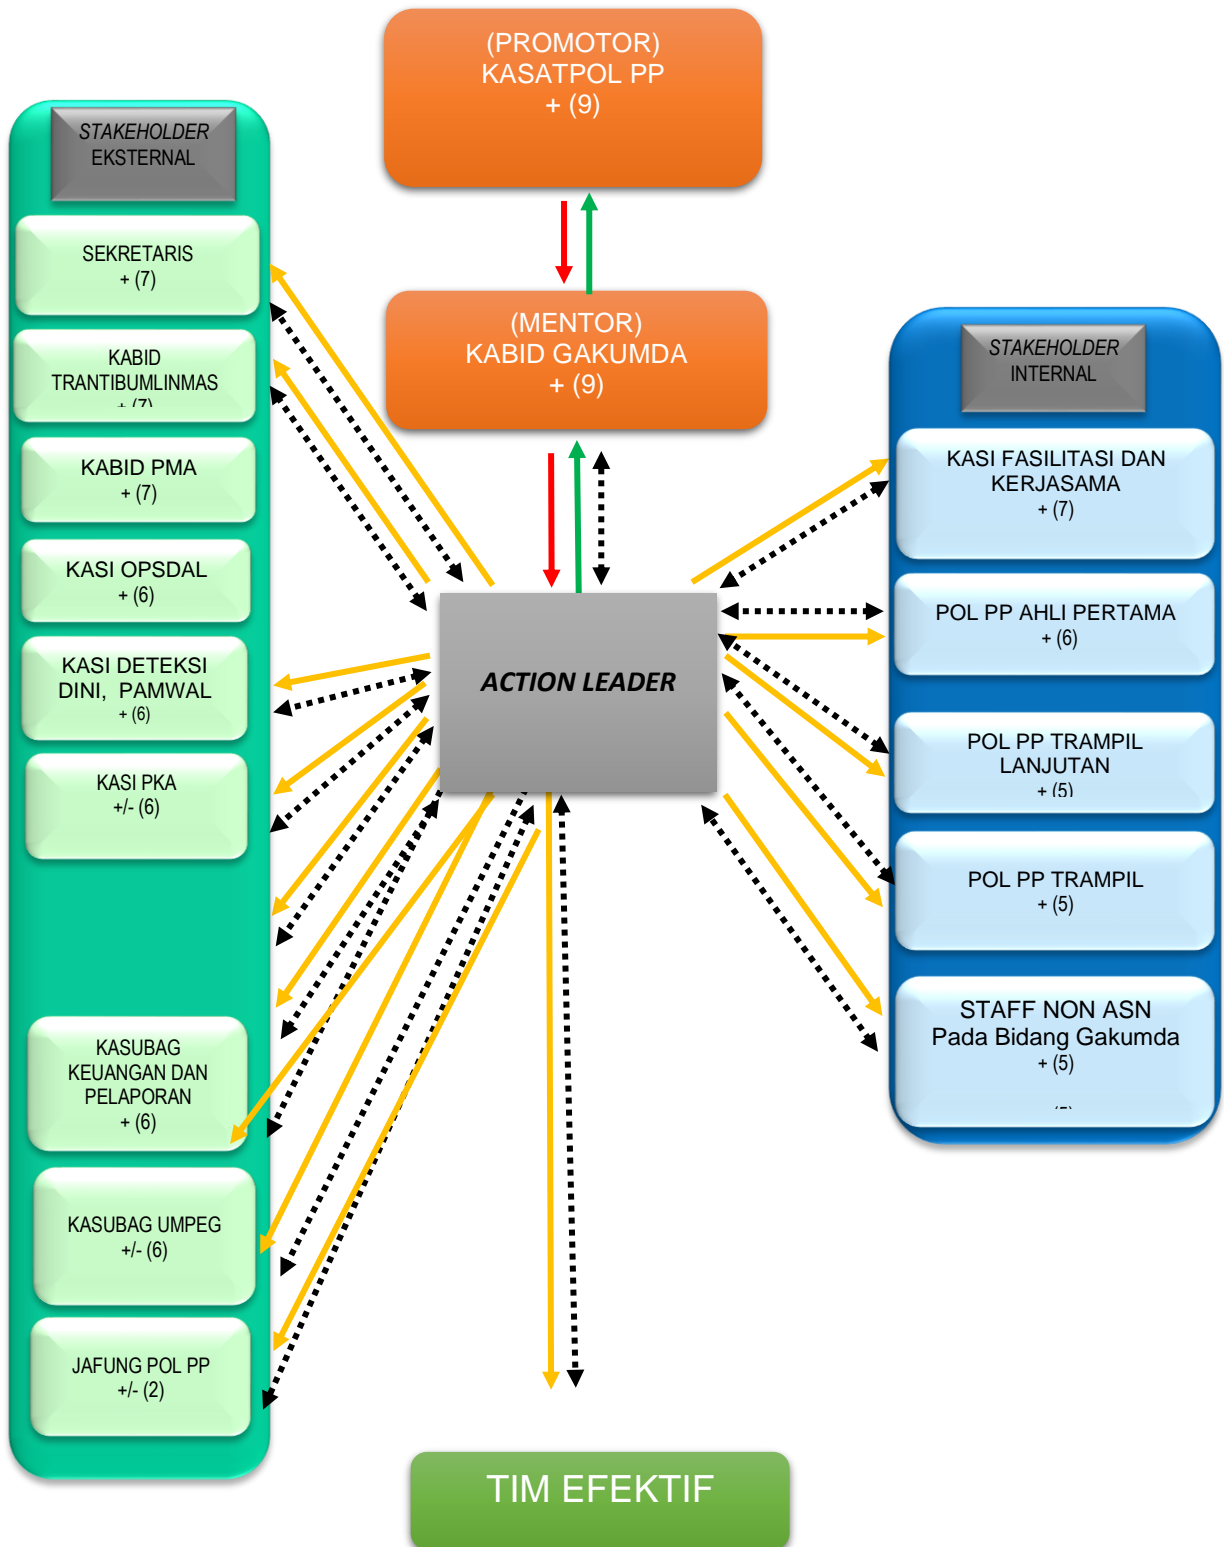 (PROMOTOR)
KASATPOL PP
+ (9)
STAKEHOLDER
EKSTERNAL
SEKRETARIS
+ (7)
KABID
TRANTIBUMLINMAS
+ (7)
KABID PMA
+ (7)
KASI OPSDAL
+ (6)
KASI DETEKSI
DINI, PAMWAL
+ (6)
KASI PKA
+/- (6)
KASUBAG
KEUANGAN DAN
PELAPORAN
+ (6)
KASUBAG UMPEG
+/- (6)
JAFUNG POL PP
+/- (2)
(MENTOR)
KABID GAKUMDA
+ (9)
ACTION LEADER
STAKEHOLDER
INTERNAL
KASI FASILITASI DAN
KERJASAMA
+ (7)
POL PP AHLI PERTAMA
+ (6)
POL PP TRAMPIL
LANJUTAN
+ (5)
POL PP TRAMPIL
+ (5)
STAFF NON ASN
Pada Bidang Gakumda
+ (5)
TIM EFEKTIF